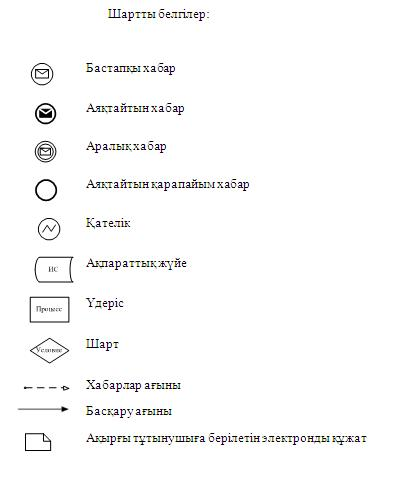 Шартты белгілер:
Бастапқы хабар
Аяқтайтын хабар
Аралық хабар
Аяқтайтын қарапайым хабар
Қателік
ИС Ақпараттық жүйе
Процесс Үдеріс
Условие Шарт
Хабарлар ағыны
Басқару ағыны
Ақырғы тұтынушыға берілетін электронды құжат